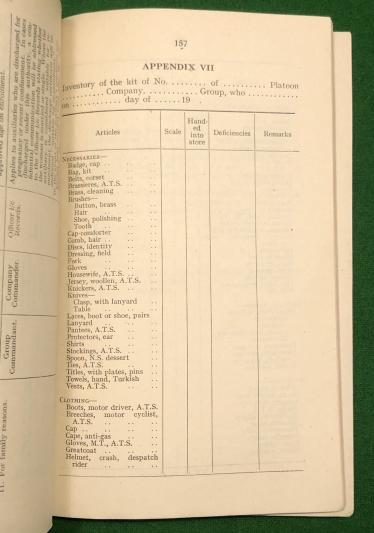 157
APPENDIX VII
Inventory of the kit of No. ......... of ........... Platoon
........... Company, ........... Group, who ............
on ............. day of ......19 .
Articles Scale Hand-ed into store Deficiencies Remarks
NECESSARIES—
Badge, cap .. .. ..
Bag, kit .. .. ..
Belts, corset .. ..
Brassieres, A.T.S. .. ..
Brass, cleaning .. ..
Brushes—
Button, brass .. ..
Hair .. .. ..
Shoe, polishing .. ..
Tooth .. .. ..
Cap-comforter .. ..
Comb, hair .. .. ..
Discs, identity .. ..
Dressing, field .. ..
Fork .. .. ..
Gloves .. .. ..
Housewife, A.T.S. .. ..
Jersey, woollen, A.T.S. ..
Knickers, A.T.S. .. ..
Knives—
Clasp, with lanyard ..
Table .. .. ..
Laces, boot or shoe, pairs ..
Lanyard .. .. ..
Pantees, A.T.S. .. ..
Protectors, ear .. ..
Shirts .. .. ..
Stockings, A.T.S. .. ..
Spoon, N.S. dessert ..
Ties, A.T.S. .. ..
Titles, with plates, pins ..
Towels, hand, Turkish ..
Vests, A.T.S. .. ..
CLOTHING—
Boots, motor driver, A.T.S.
Breeches, motor cyclist,
A.T.S. .. .. ..
Cap .. .. ..
Cape, anti-gas .. ..
Gloves, M.T., A.T.S. ..
Greatcoat .. .. ..
Helmet, crash, despatch
rider .. .. ..
Officer i/c
Records.
Company
Commander.
Group
Commandant.
11. For family reasons.